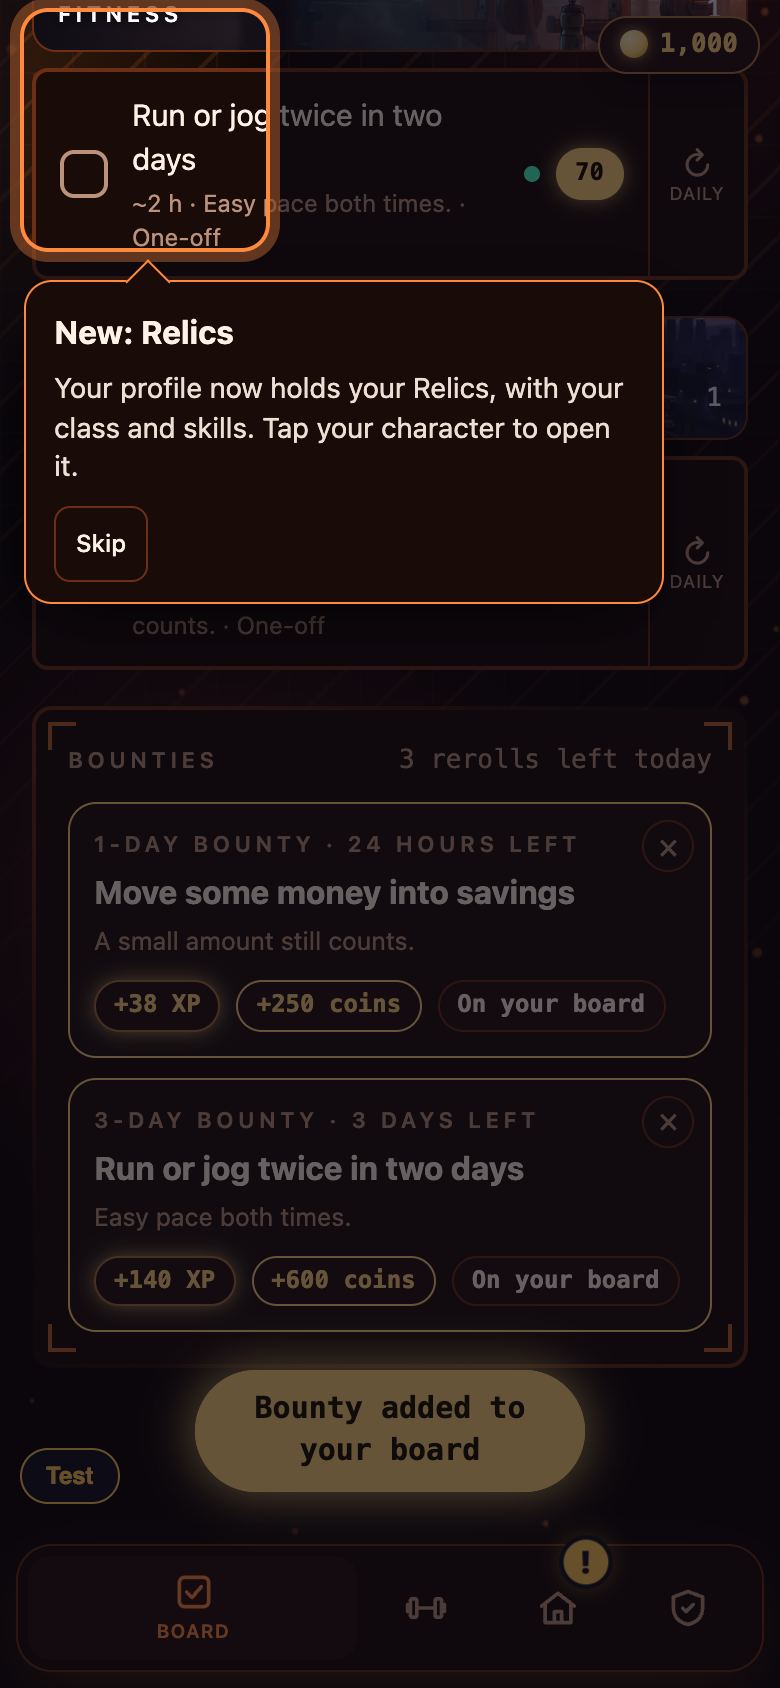 FITNESS
1
1,000
Run or jog twice in two
days
~2 h · Easy pace both times. ·
One-off
70
DAILY
New: Relics
Your profile now holds your Relics, with your
class and skills. Tap your character to open
it.
Skip
1
DAILY
counts. · One-off
BOUNTIES
3 rerolls left today
1-DAY BOUNTY · 24 HOURS LEFT
Move some money into savings
A small amount still counts.
+38 XP
+250 coins
On your board
3-DAY BOUNTY · 3 DAYS LEFT
Run or jog twice in two days
Easy pace both times.
+140 XP
+600 coins
On your board
Bounty added to
your board
Test
!
BOARD